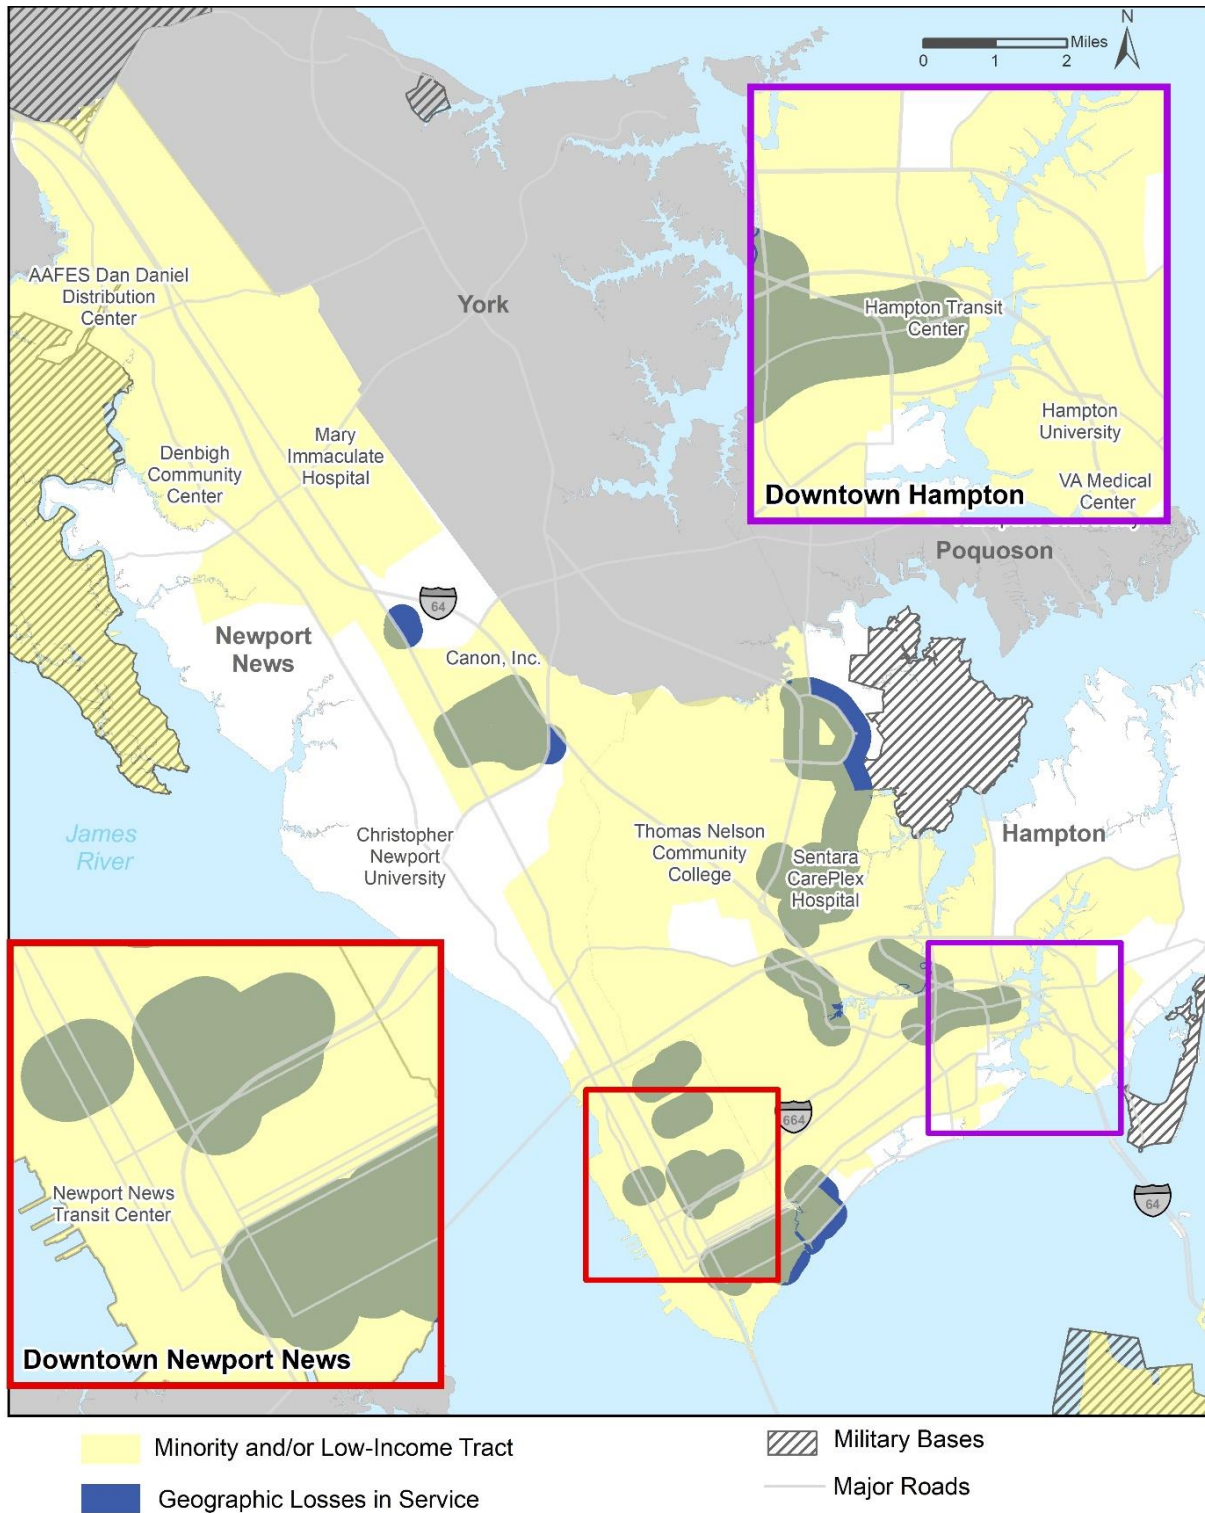 N
Miles
0 1 2
AAFES Dan Daniel
Distribution
Center
York
Hampton Transit
Center
Hampton
University
VA Medical
Center
Downtown Hampton
Poquoson
Mary
Immaculate
Hospital
Denbigh
Community
Center
64
Newport
News
Canon, Inc.
James
River
Christopher
Newport
University
Thomas Nelson
Community
College
Sentara
CarePlex
Hospital
Hampton
664
64
Newport News
Transit Center
Downtown Newport News
Minority and/or Low-Income Tract
Military Bases
Geographic Losses in Service
Major Roads